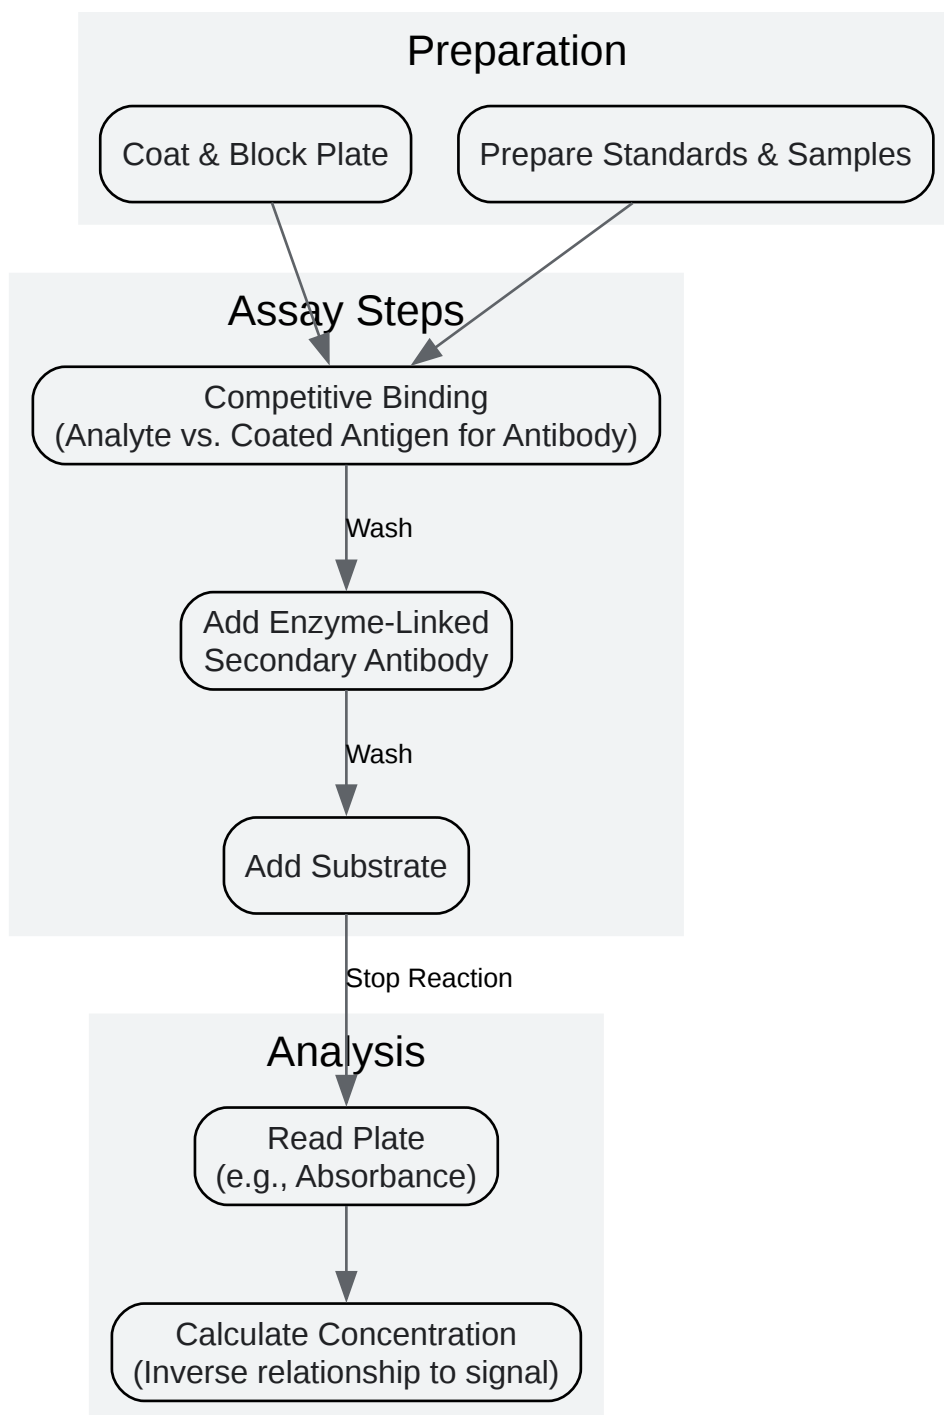 Preparation
Coat & Block Plate
Prepare Standards & Samples
Assay Steps
Competitive Binding
(Analyte vs. Coated Antigen for Antibody)
Wash
Add Enzyme-Linked
Secondary Antibody
Wash
Add Substrate
Stop Reaction
Analysis
Read Plate
(e.g., Absorbance)
Calculate Concentration
(Inverse relationship to signal)